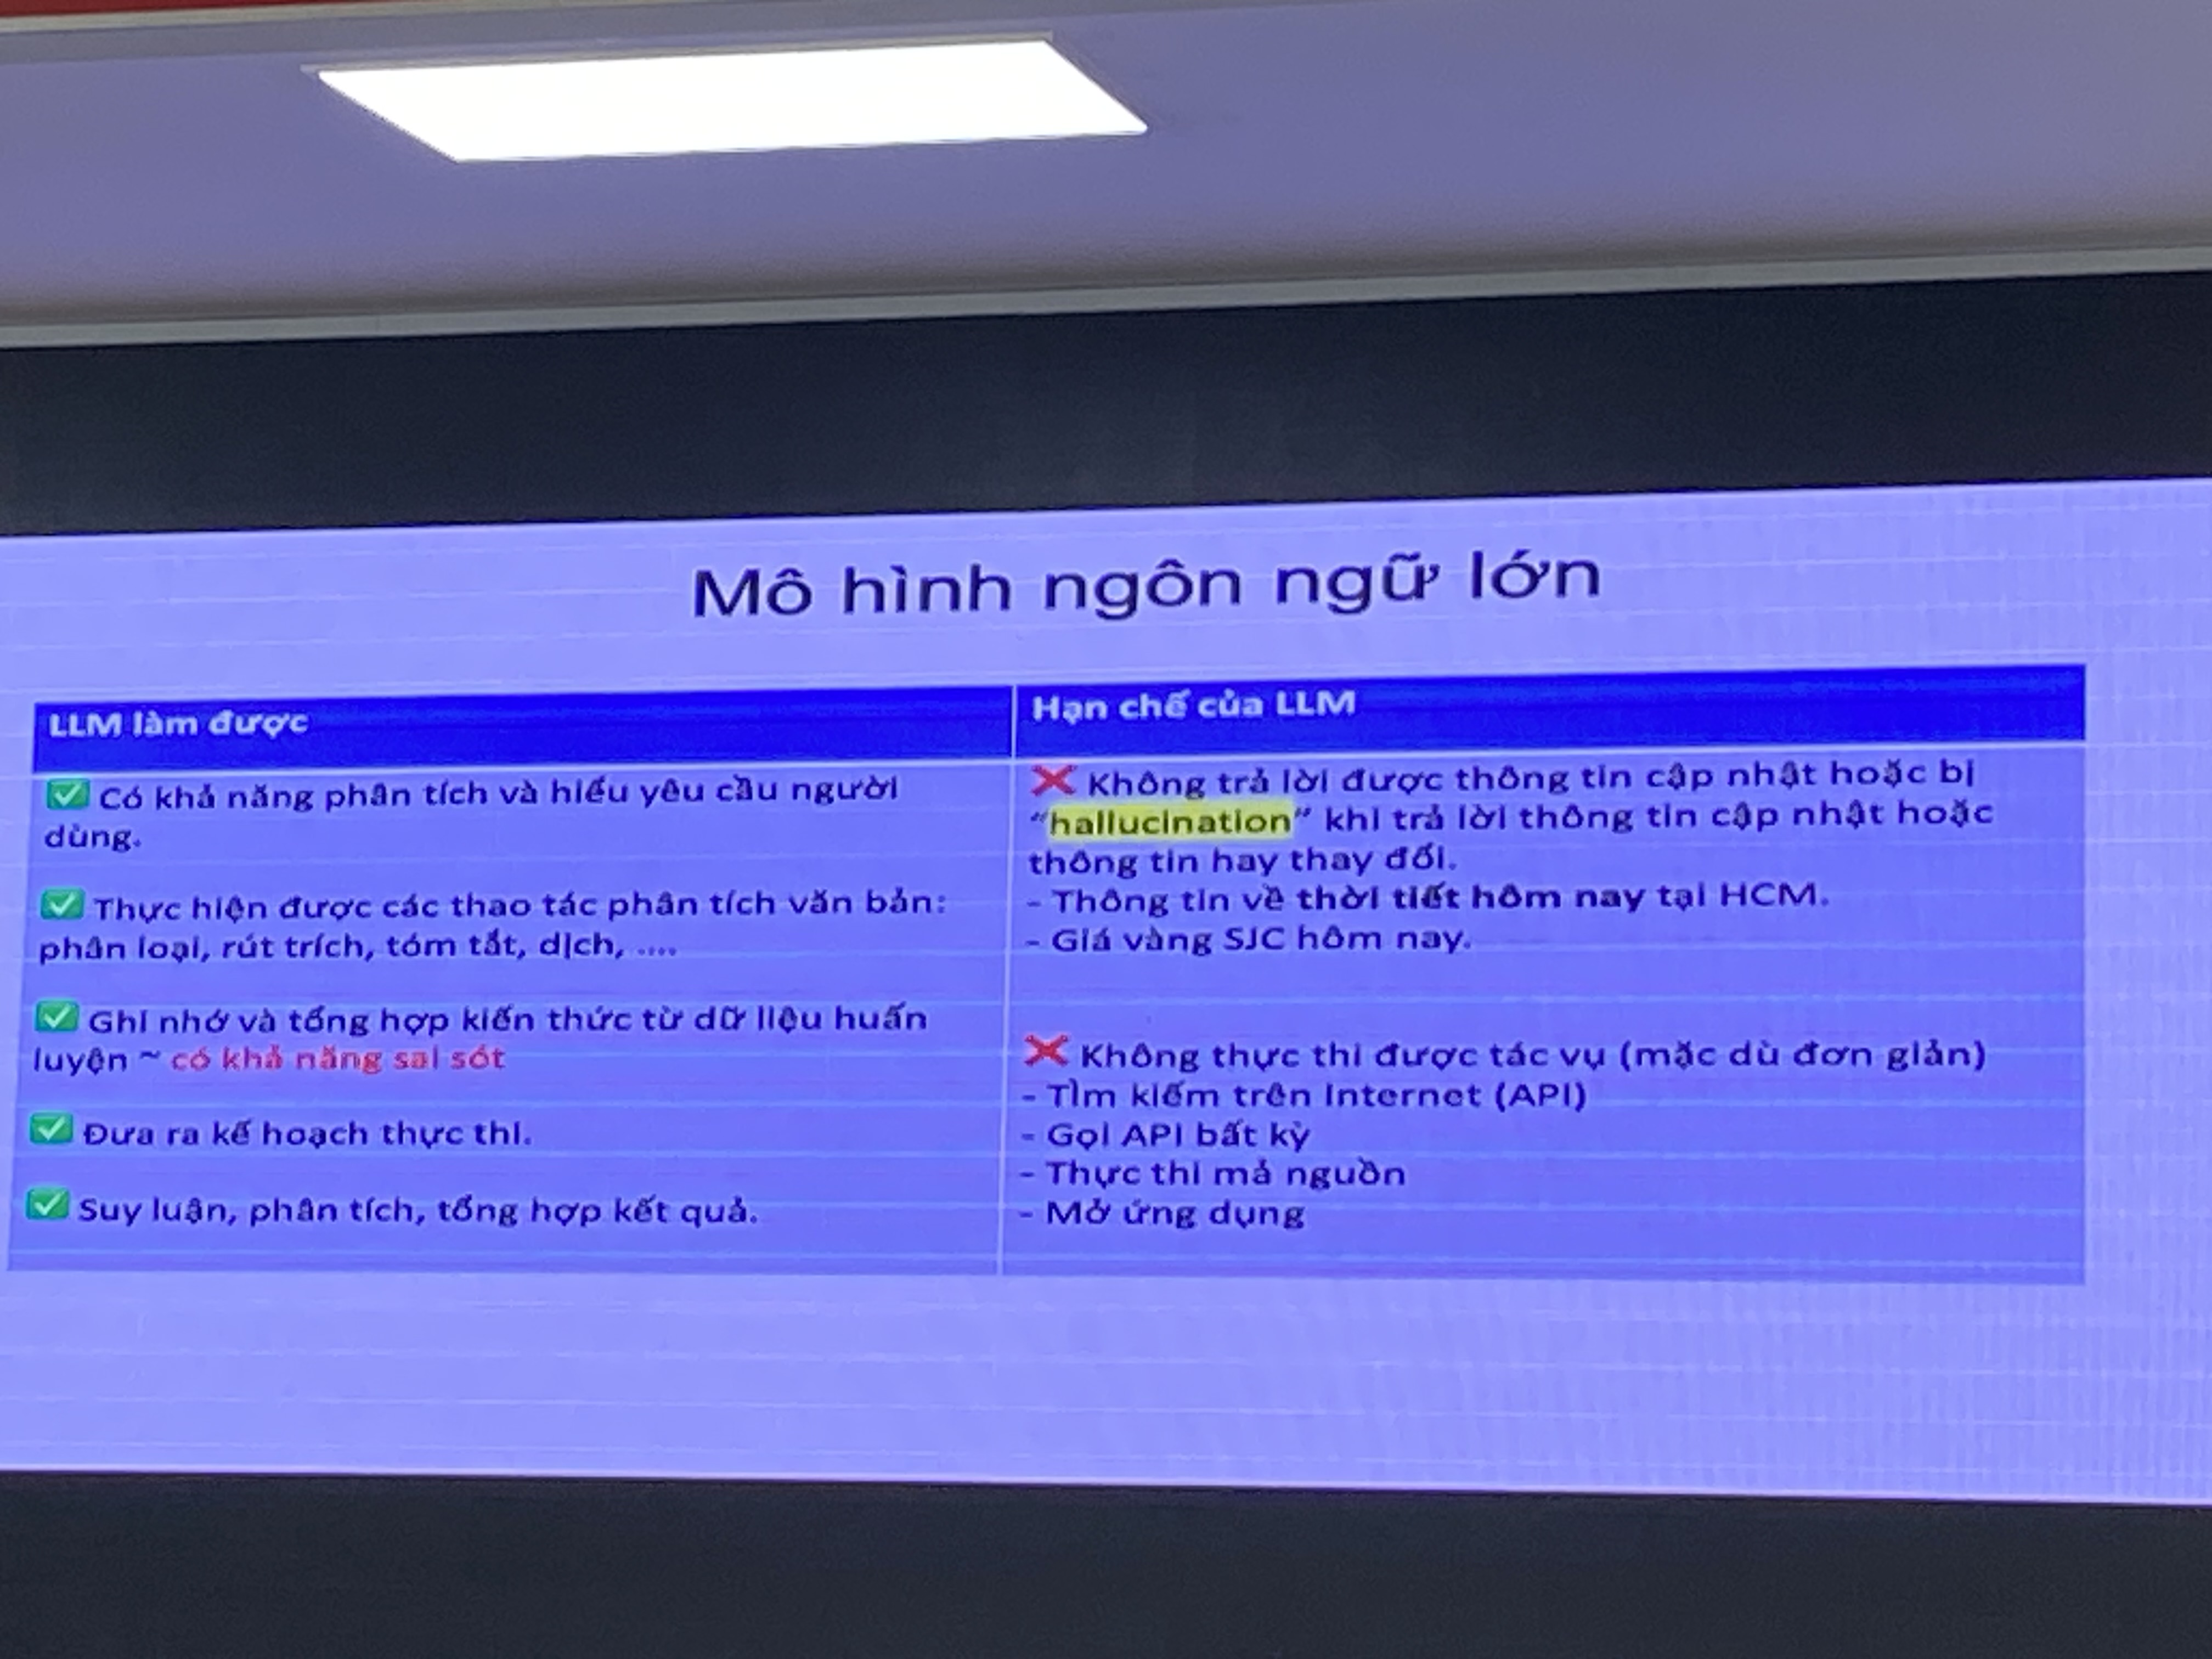 Mô hình ngôn ngữ lớn
LLM làm được
✅ Có khả năng phân tích và hiểu yêu cầu người
dùng.
✅ Thực hiện được các thao tác phân tích văn bản:
phân loại, rút trích, tóm tắt, dịch, ....
✅ Ghi nhớ và tổng hợp kiến thức từ dữ liệu huấn
luyện ~ có khả năng sai sót
✅ Đưa ra kế hoạch thực thi.
✅ Suy luận, phân tích, tổng hợp kết quả.
Hạn chế của LLM
❌ Không trả lời được thông tin cập nhật hoặc bị
“hallucination” khi trả lời thông tin cập nhật hoặc
thông tin hay thay đổi.
- Thông tin về thời tiết hôm nay tại HCM.
- Giá vàng SJC hôm nay.
❌ Không thực thi được tác vụ (mặc dù đơn giản)
- Tìm kiếm trên Internet (API)
- Gọi API bất kỳ
- Thực thi mã nguồn
- Mở ứng dụng